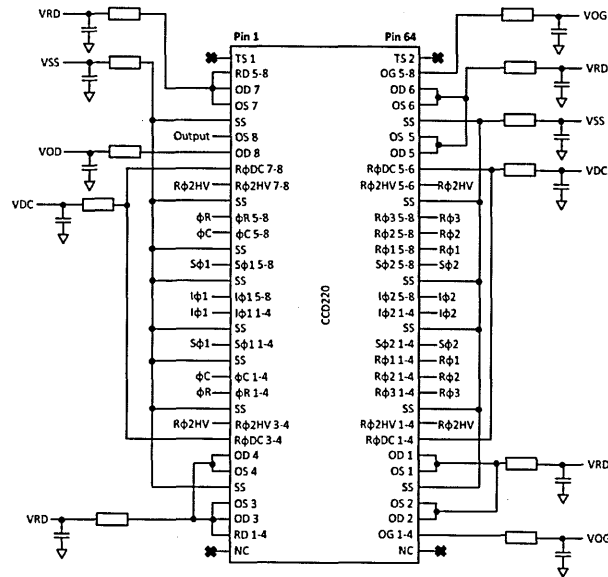 Pin 1 Pin 64
VRD TS 1 TS 2 VOG
RD 5-8 OG 5-8
VSS OD 7 OD 6 VRD
OS 7 OS 6
SS SS VSS
Output OS 8 OS 5
VOD OD 8 OD 5
RϕDC 7-8 RϕDC 5-6 VDC
Rϕ2HV Rϕ2HV 7-8 Rϕ2HV 5-6 Rϕ2HV
VDC SS SS
ϕR ϕR 5-8 Rϕ3 5-8 Rϕ3
ϕC ϕC 5-8 Rϕ2 5-8 Rϕ2
SS Rϕ1 5-8 Rϕ1
Sϕ1 Sϕ1 5-8 Sϕ2 5-8 Sϕ2
SS SS
Iϕ1 Iϕ1 5-8 Iϕ2 5-8 Iϕ2
Iϕ1 Iϕ1 1-4 Iϕ2 1-4 Iϕ2
CCD220
SS SS
Sϕ1 Sϕ1 1-4 Sϕ2 1-4 Sϕ2
SS Rϕ1 1-4 Rϕ1
ϕC ϕC 1-4 Rϕ2 1-4 Rϕ2
ϕR ϕR 1-4 Rϕ3 1-4 Rϕ3
SS SS
Rϕ2HV Rϕ2HV 3-4 Rϕ2HV 1-4 Rϕ2HV
RϕDC 3-4 RϕDC 1-4
OD 4 OD 1 VRD
OS 4 OS 1
SS SS
OS 3 OS 2
VRD OD 3 OD 2
RD 1-4 OG 1-4 VOG
NC NC